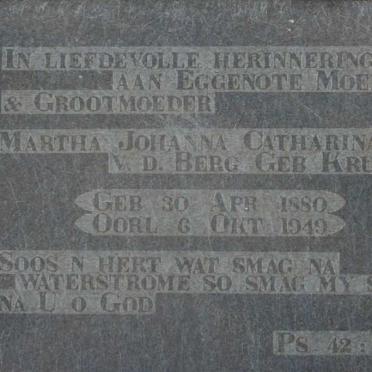 In liefdevolle herinnering
aan Eggenote Moe
& Grootmoeder
Martha Johanna Catharina
v. d. Berg Geb Kru
Geb 30 Apr 1880
Oorl 6 Okt 1949
Soos n hert wat smag na
waterstrome so smag my s
na U o God
Ps 42 :